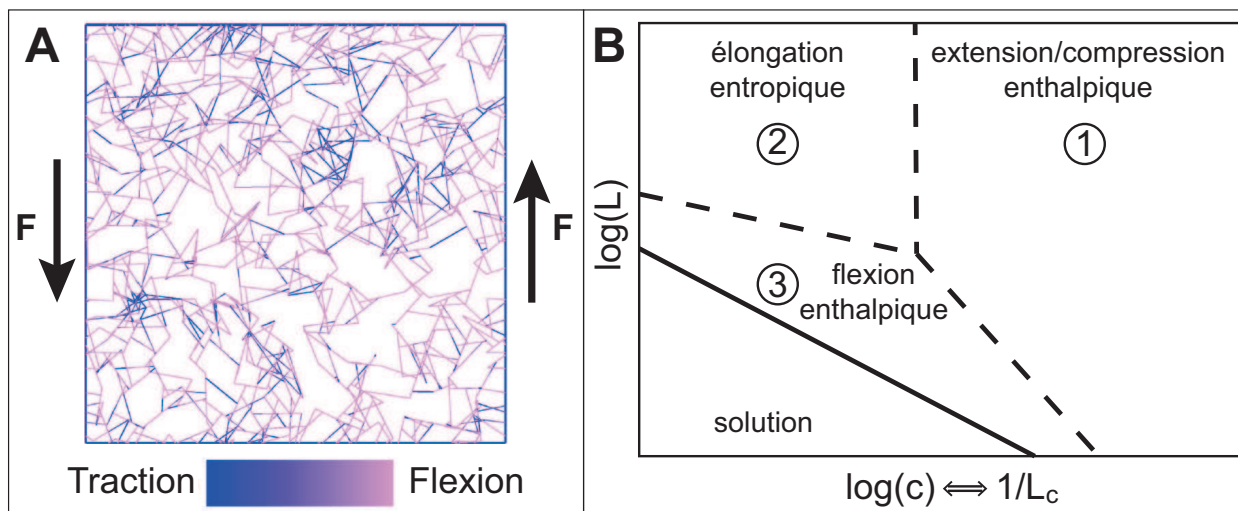 A
F
F
Traction
Flexion
B
élongation
entropique
2
extension/compression
enthalpique
1
3
flexion
enthalpique
solution
log(L)
log(c) ⟺ 1/Lc